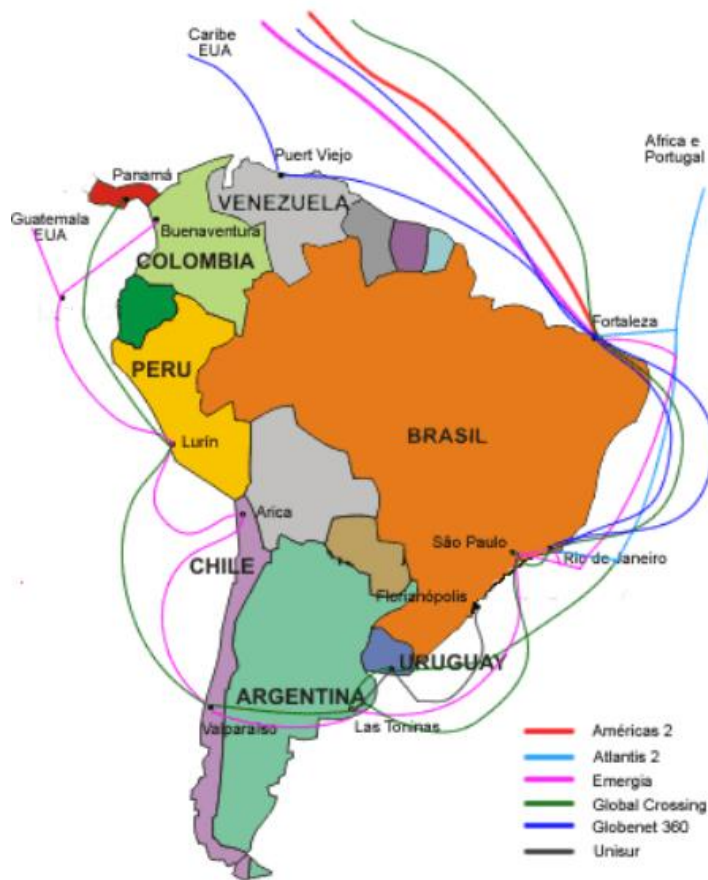 Caribe
EUA
Africa e
Portugal
Puert Viejo
Panamá
VENEZUELA
Guatemala
EUA
Buenaventura
COLOMBIA
Fortaleza
PERU
BRASIL
Lurín
Arica
São Paulo
CHILE
Rio de Janeiro
Florianópolis
URUGUAY
ARGENTINA
Valparaíso
Las Toninas
Américas 2
Atlantis 2
Emergia
Global Crossing
Globenet 360
Unisur